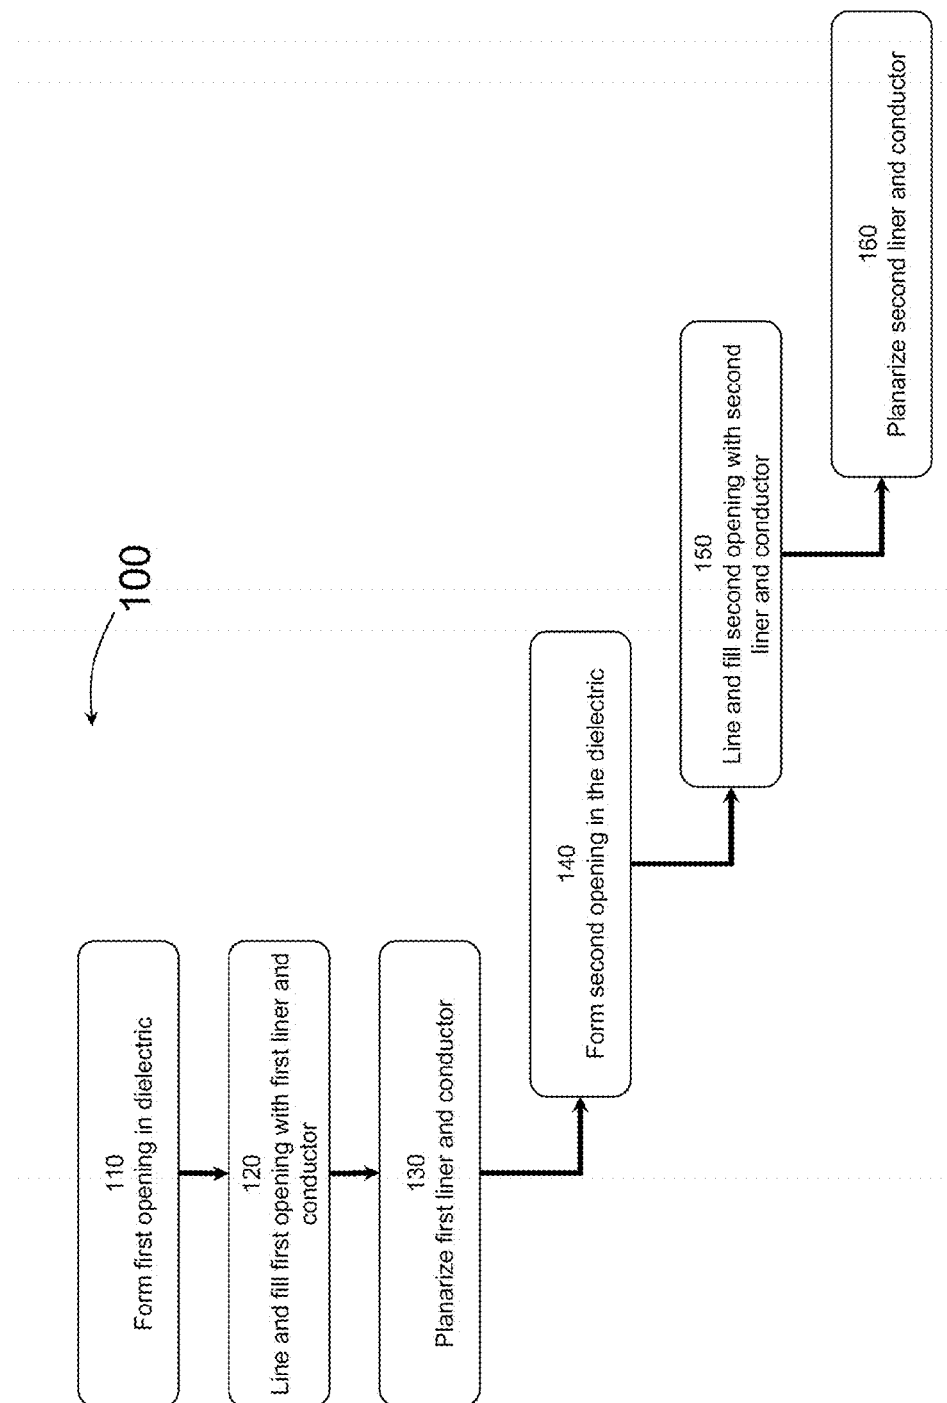 100
110
Form first opening in dielectric
120
Line and fill first opening with first liner and
conductor
130
Planarize first liner and conductor
140
Form second opening in the dielectric
150
Line and fill second opening with second
liner and conductor
160
Planarize second liner and conductor